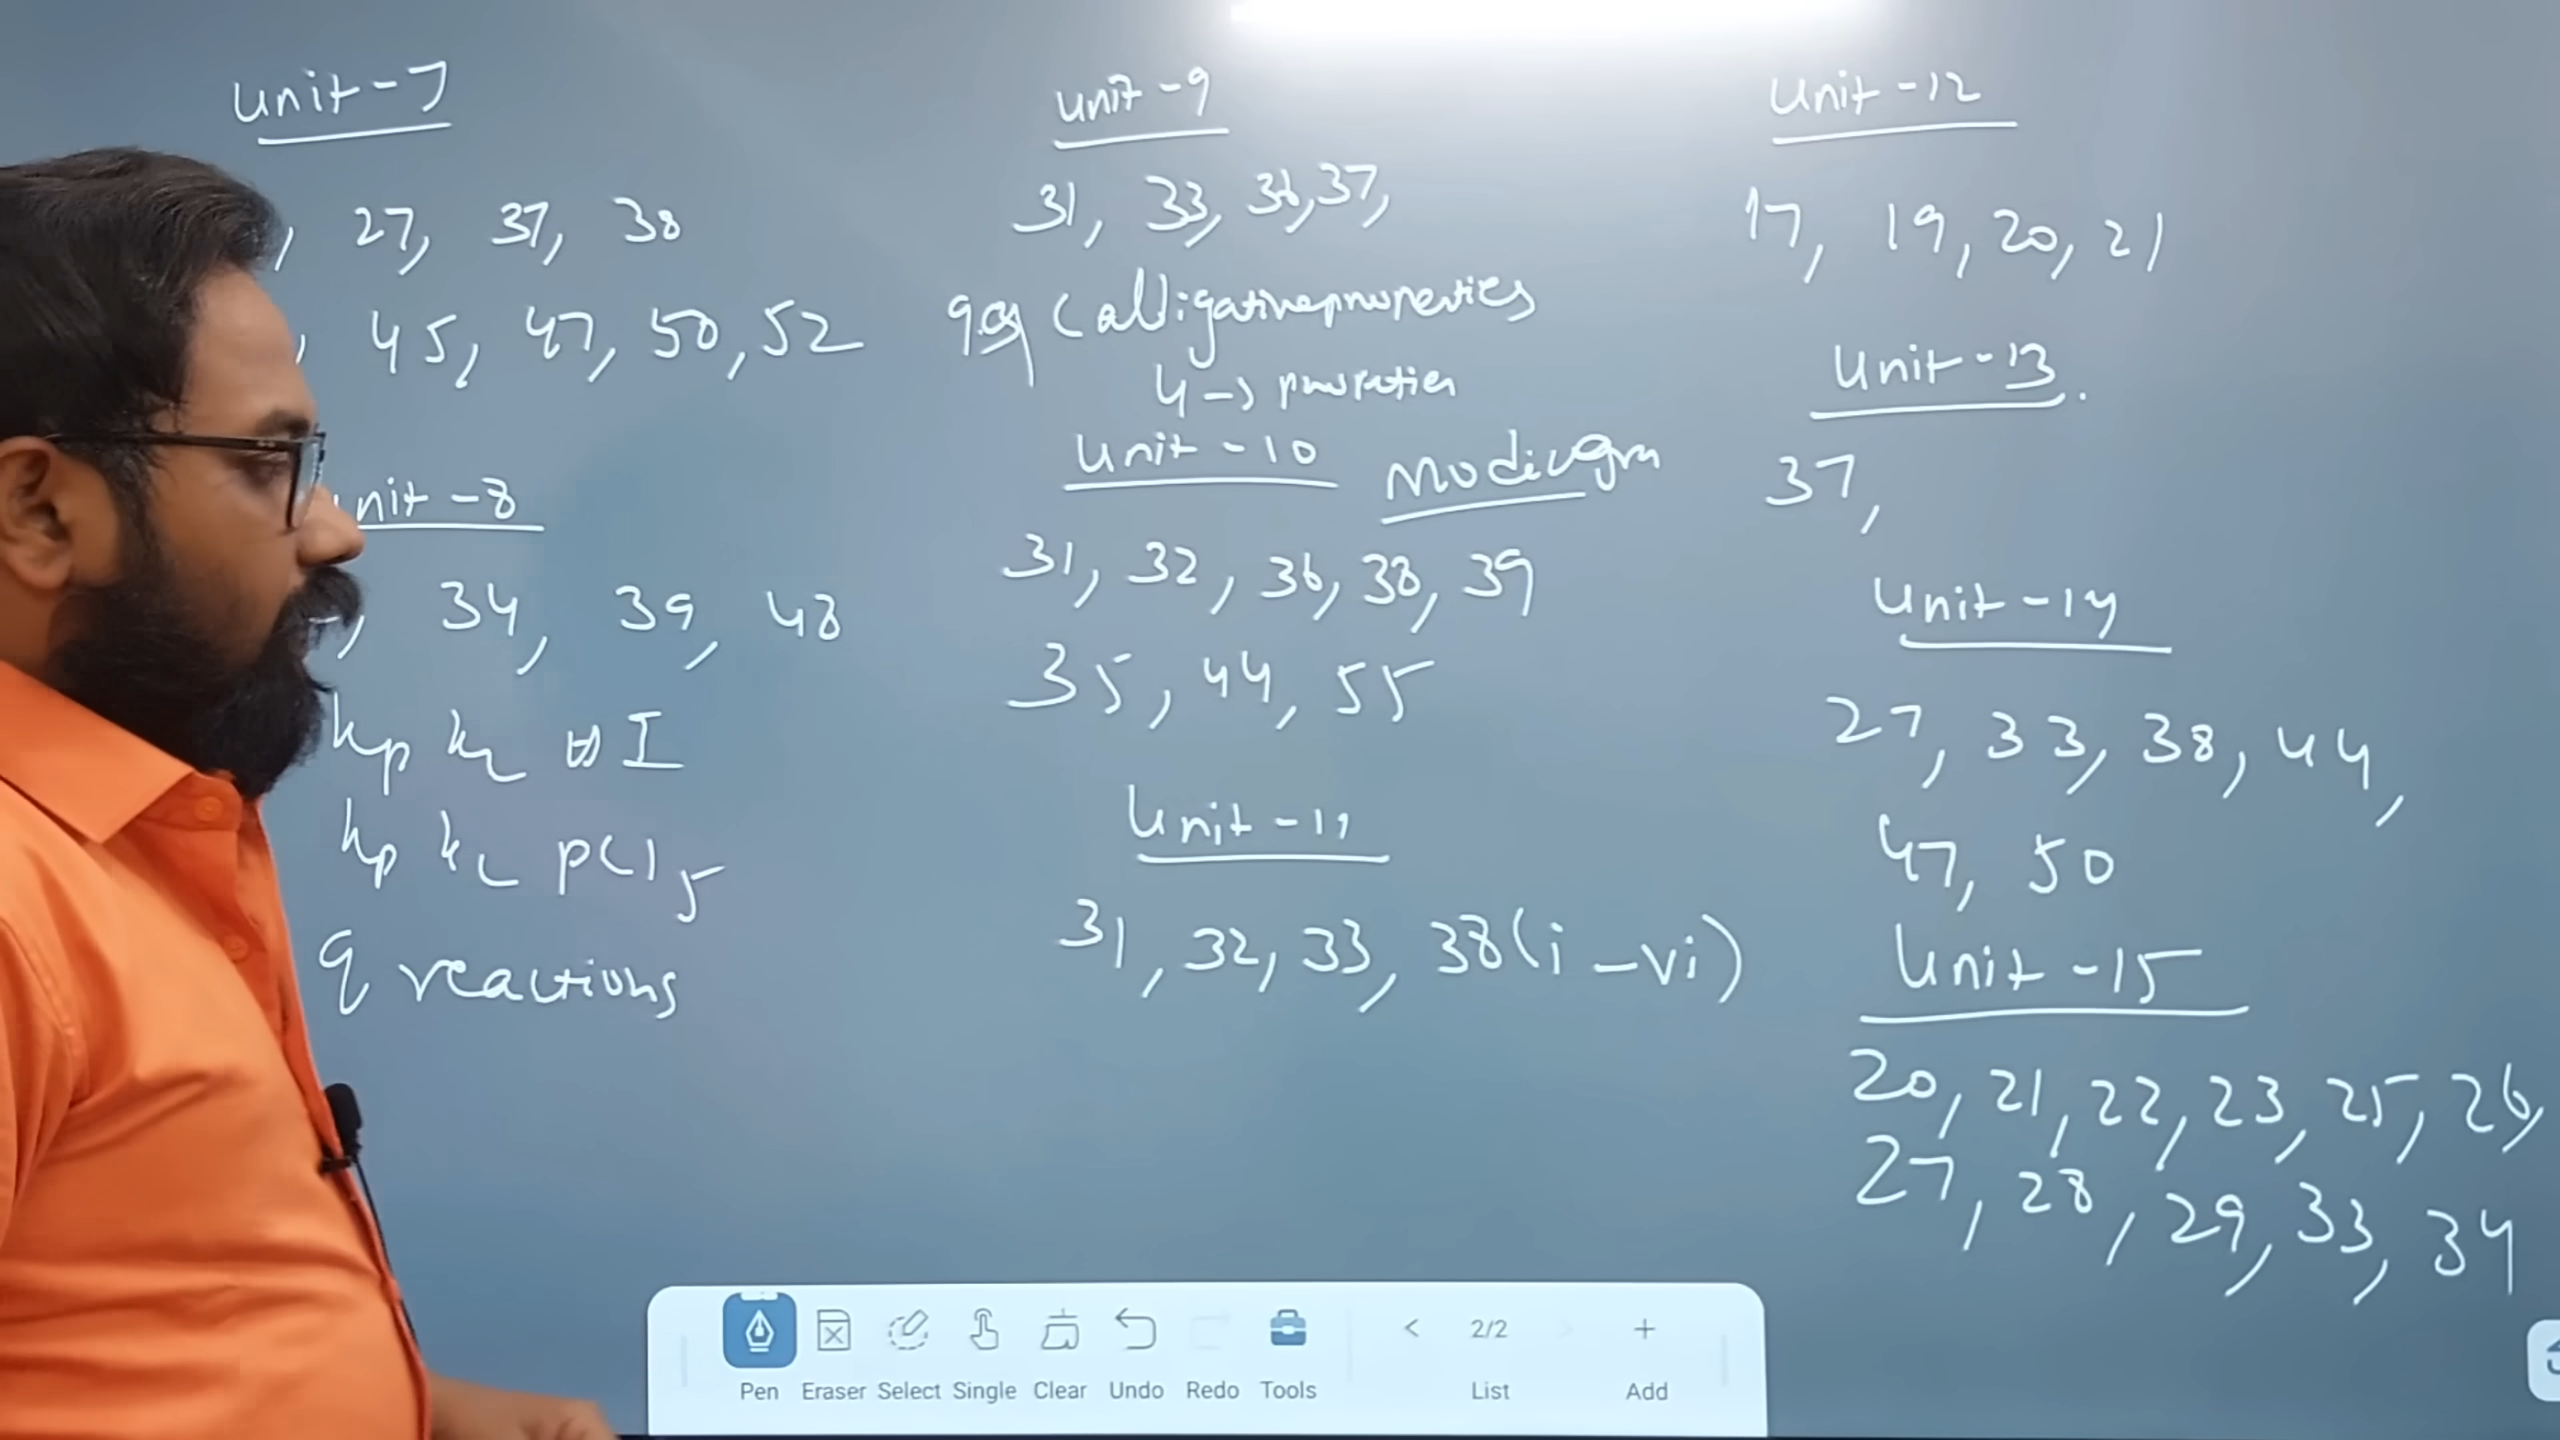 unit-7
, 27, 37, 38
, 45, 47, 50, 52
nit-8
, 34, 39, 48
kp kc HI
kp kc pcl5
9 reactions
unit-9
31, 33, 36, 37,
4 →
unit-10
31, 32, 36, 38, 39
35, 44, 55
unit-11
31, 32, 33, 38(i-vi)
unit-12
17, 19, 20, 21
unit-13.
37,
unit-14
27, 33, 38, 44,
47, 50
unit-15
20, 21, 22, 23, 25, 26,
27, 28, 29, 33, 34
Pen Eraser Select Single Clear Undo Redo Tools < 2/2 List + Add